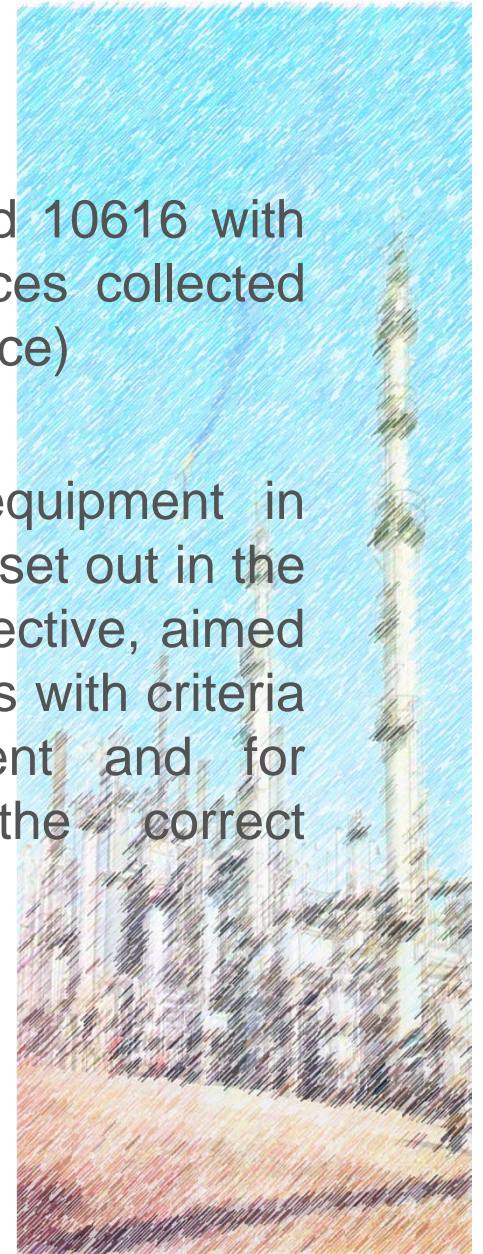 d 10616 with
ces collected
ce)
equipment in
set out in the
ective, aimed
s with criteria
ent and for
the correct